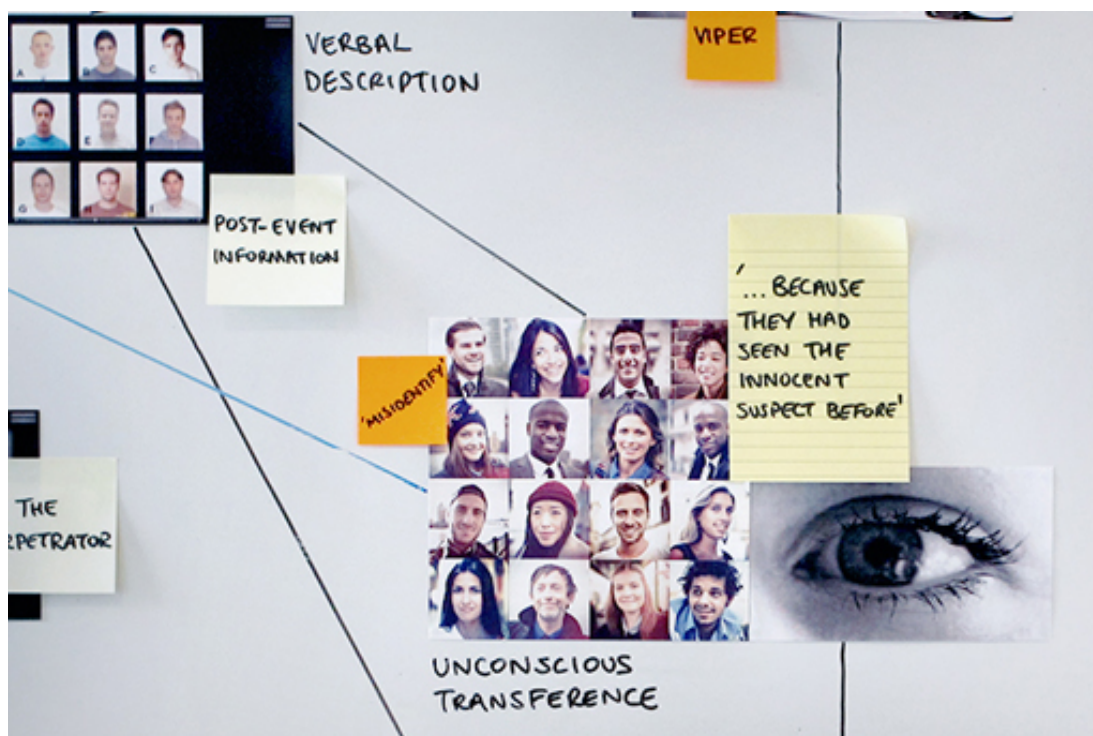 VERBAL
DESCRIPTION
VIPER
A
C
D
E
F
G
H
I
POST-EVENT
INFORMATION
'... BECAUSE
THEY HAD
SEEN THE
INNOCENT
SUSPECT BEFORE'
'MISIDENTIFY'
THE
RPETRATOR
UNCONSCIOUS
TRANSFERENCE